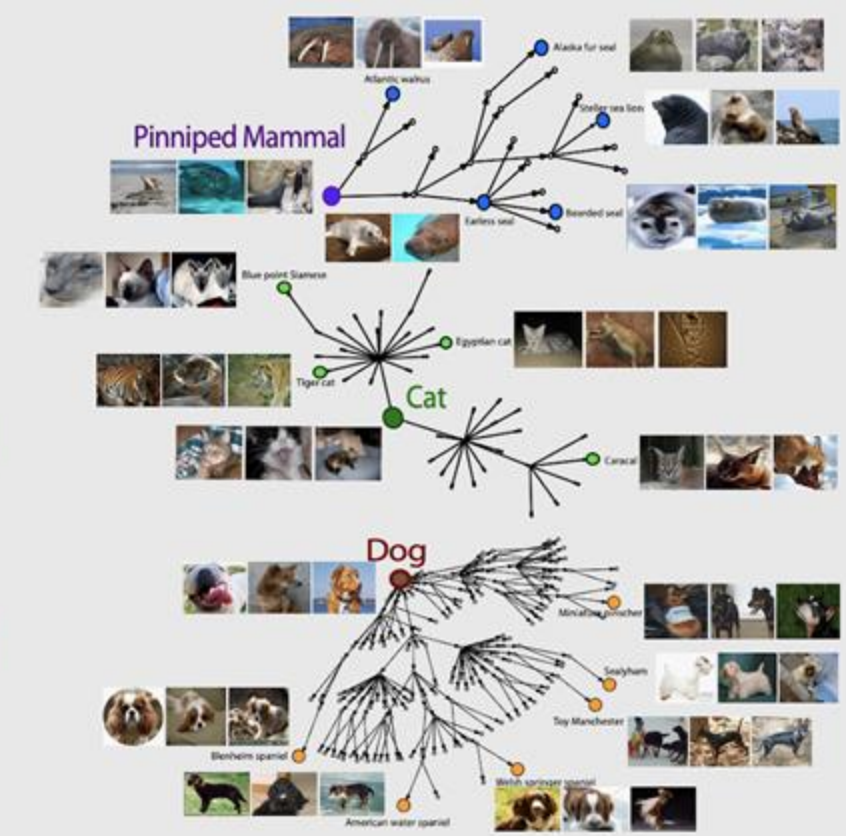 Alaska fur seal
Atlantic walrus
Steller sea lion
Pinniped Mammal
Earless seal
Bearded seal
Blue point Siamese
Egyptian cat
Tiger cat
Cat
Caracal
Dog
Miniature pinscher
Sealyham
Toy Manchester
Blenheim spaniel
Welsh springer spaniel
American water spaniel